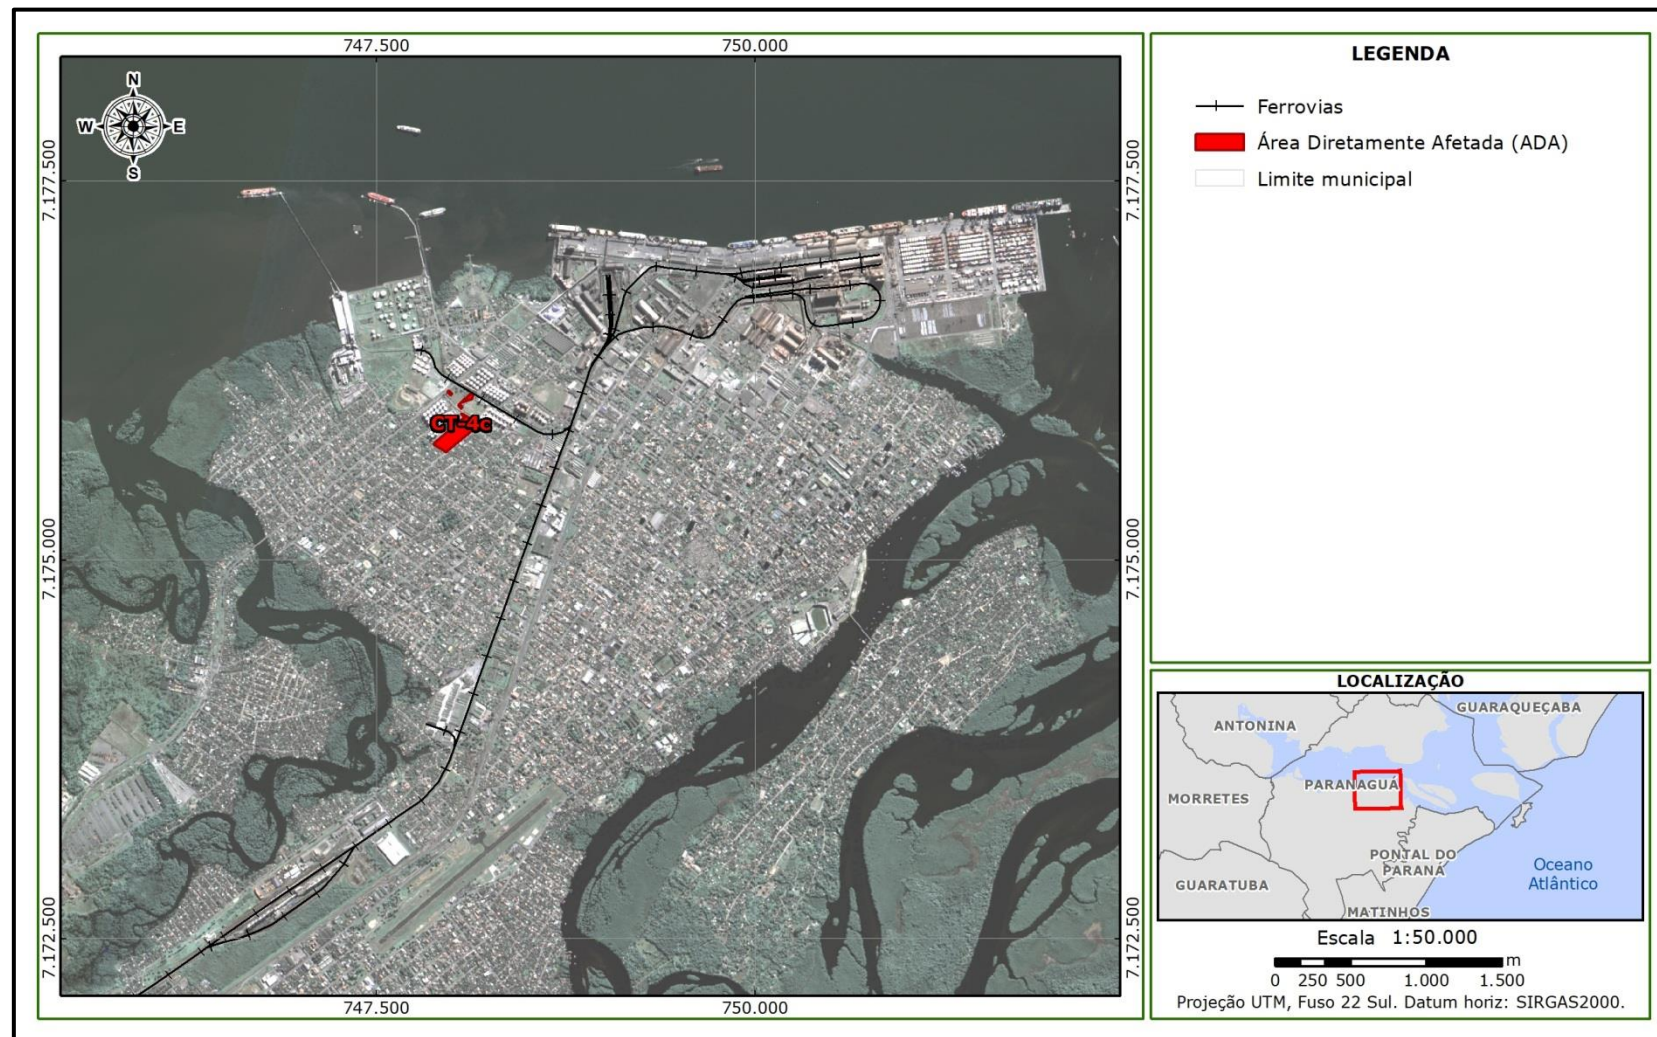 747.500
750.000
N
W
E
S
7.177.500
7.177.500
CT-4c
7.175.000
7.175.000
7.172.500
7.172.500
747.500
750.000
LEGENDA
Ferrovias
Área Diretamente Afetada (ADA)
Limite municipal
LOCALIZAÇÃO
GUARAQUEÇABA
ANTONINA
PARANAGUÁ
MORRETES
PONTAL DO
PARANÁ
Oceano
Atlântico
GUARATUBA
MATINHOS
Escala 1:50.000
m
0 250 500 1.000 1.500
Projeção UTM, Fuso 22 Sul. Datum horiz: SIRGAS2000.